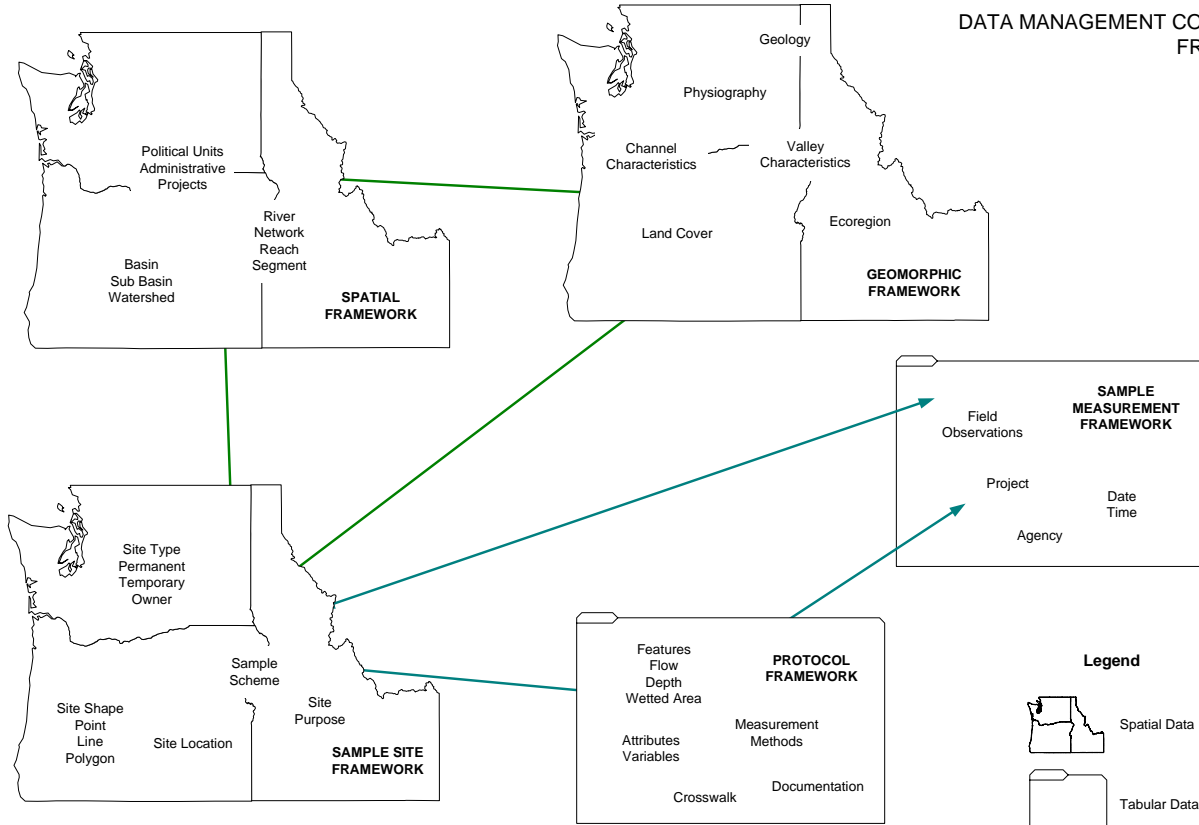 DATA MANAGEMENT CO
FR
Political Units
Administrative
Projects
River
Network
Reach
Segment
Basin
Sub Basin
Watershed
SPATIAL
FRAMEWORK
Geology
Physiography
Channel
Characteristics
Valley
Characteristics
Land Cover
Ecoregion
GEOMORPHIC
FRAMEWORK
SAMPLE
MEASUREMENT
FRAMEWORK
Field
Observations
Project
Date
Time
Agency
Site Type
Permanent
Temporary
Owner
Sample
Scheme
Site
Purpose
Site Shape
Point
Line
Polygon
Site Location
SAMPLE SITE
FRAMEWORK
Features
Flow
Depth
Wetted Area
PROTOCOL
FRAMEWORK
Attributes
Variables
Measurement
Methods
Crosswalk
Documentation
Legend
Spatial Data
Tabular Data